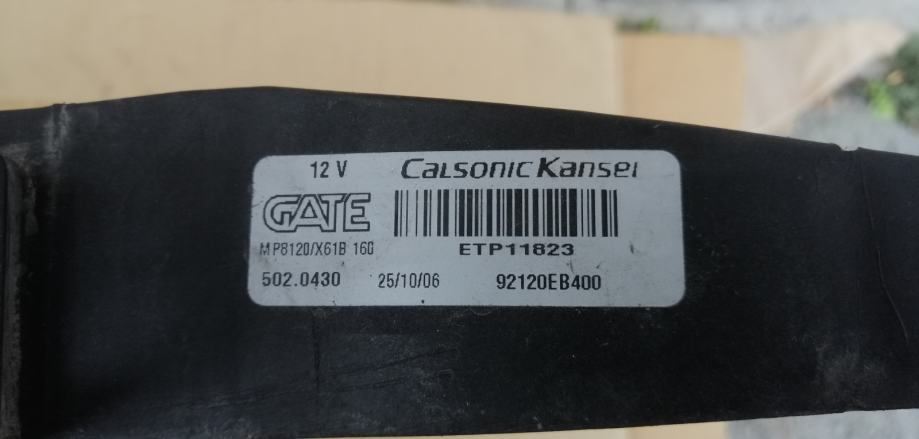 12 V Calsonic Kansei
GATE
ETP11823
MP8120/X61B 160
502.0430 25/10/06 92120EB400